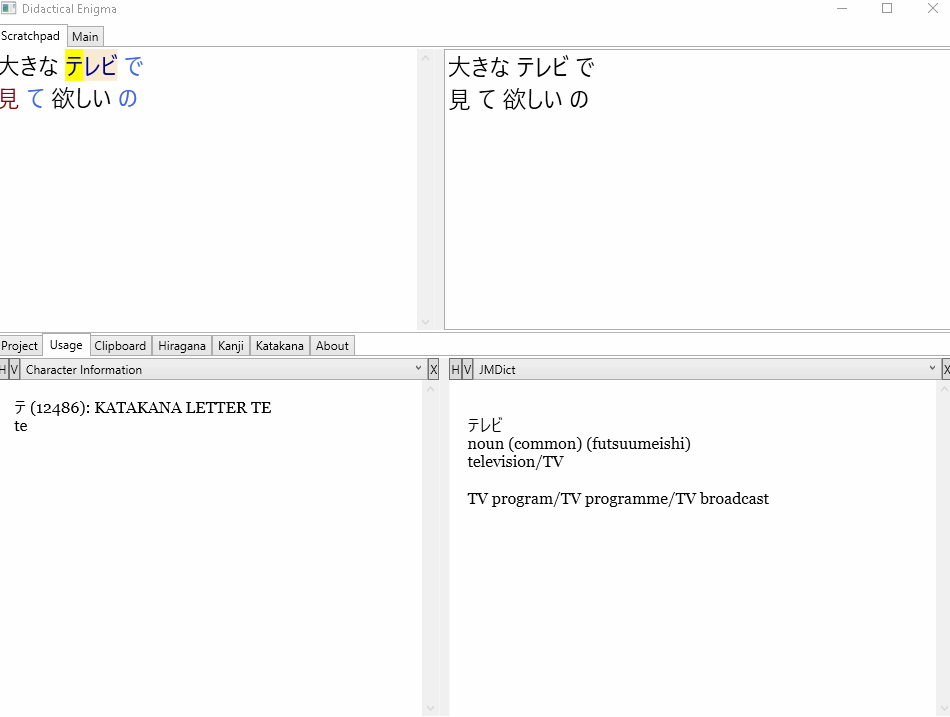 Didactical Enigma
Scratchpad Main
大きな テレビ で
見 て 欲しい の
大きな テレビ で
見 て 欲しい の
Project Usage Clipboard Hiragana Kanji Katakana About
H V Character Information X
H V JMDict X
テ (12486): KATAKANA LETTER TE
te
テレビ
noun (common) (futsuumeishi)
television/TV
TV program/TV programme/TV broadcast